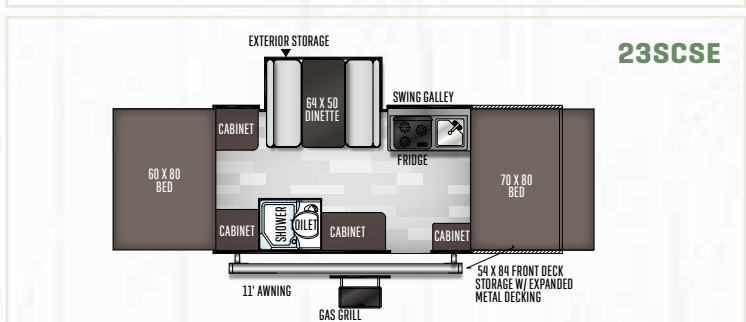 EXTERIOR STORAGE
23SCSE
64 X 50
DINETTE
SWING GALLEY
CABINET
FRIDGE
60 X 80
BED
70 X 80
BED
CABINET
SHOWER
OILET
CABINET
CABINET
11' AWNING
54 X 84 FRONT DECK
STORAGE W/ EXPANDED
METAL DECKING
GAS GRILL